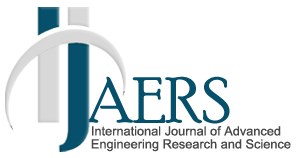 IJAERS
International Journal of Advanced
Engineering Research and Science